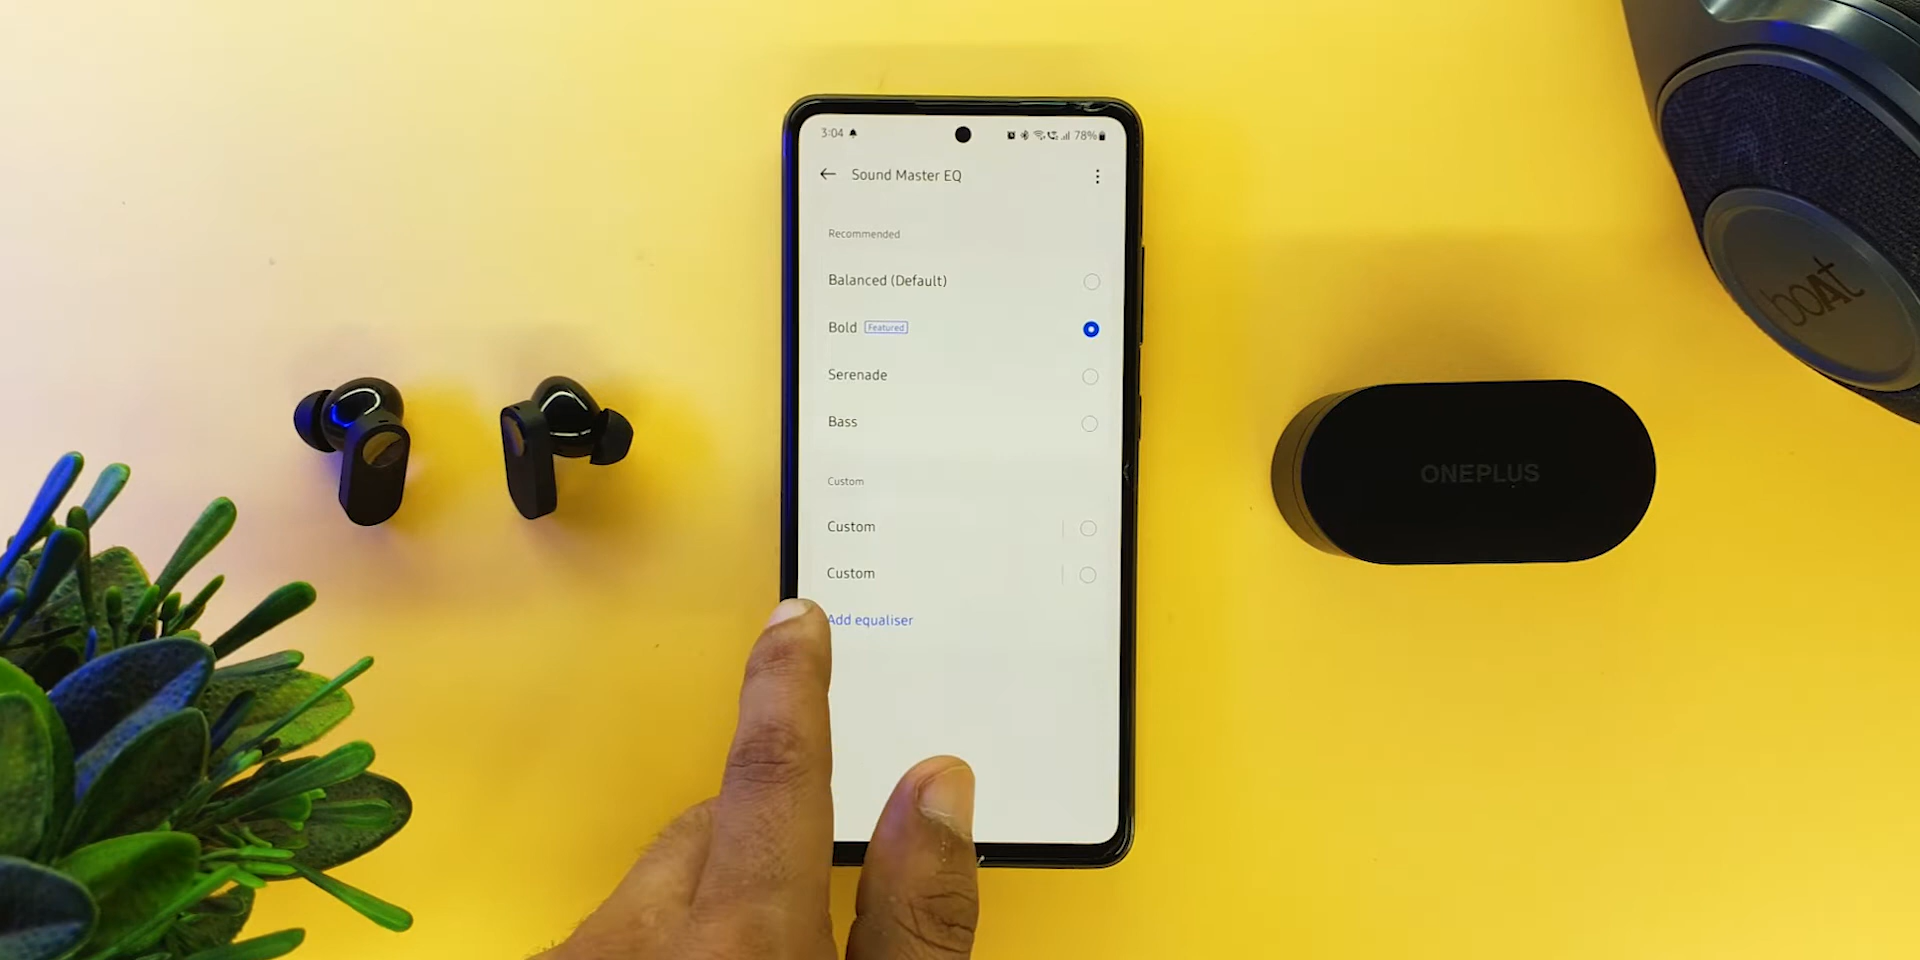 3:04
78%
Sound Master EQ
Recommended
Balanced (Default)
Bold Featured
Serenade
Bass
Custom
Custom
Custom
Add equaliser
ONEPLUS
boAt